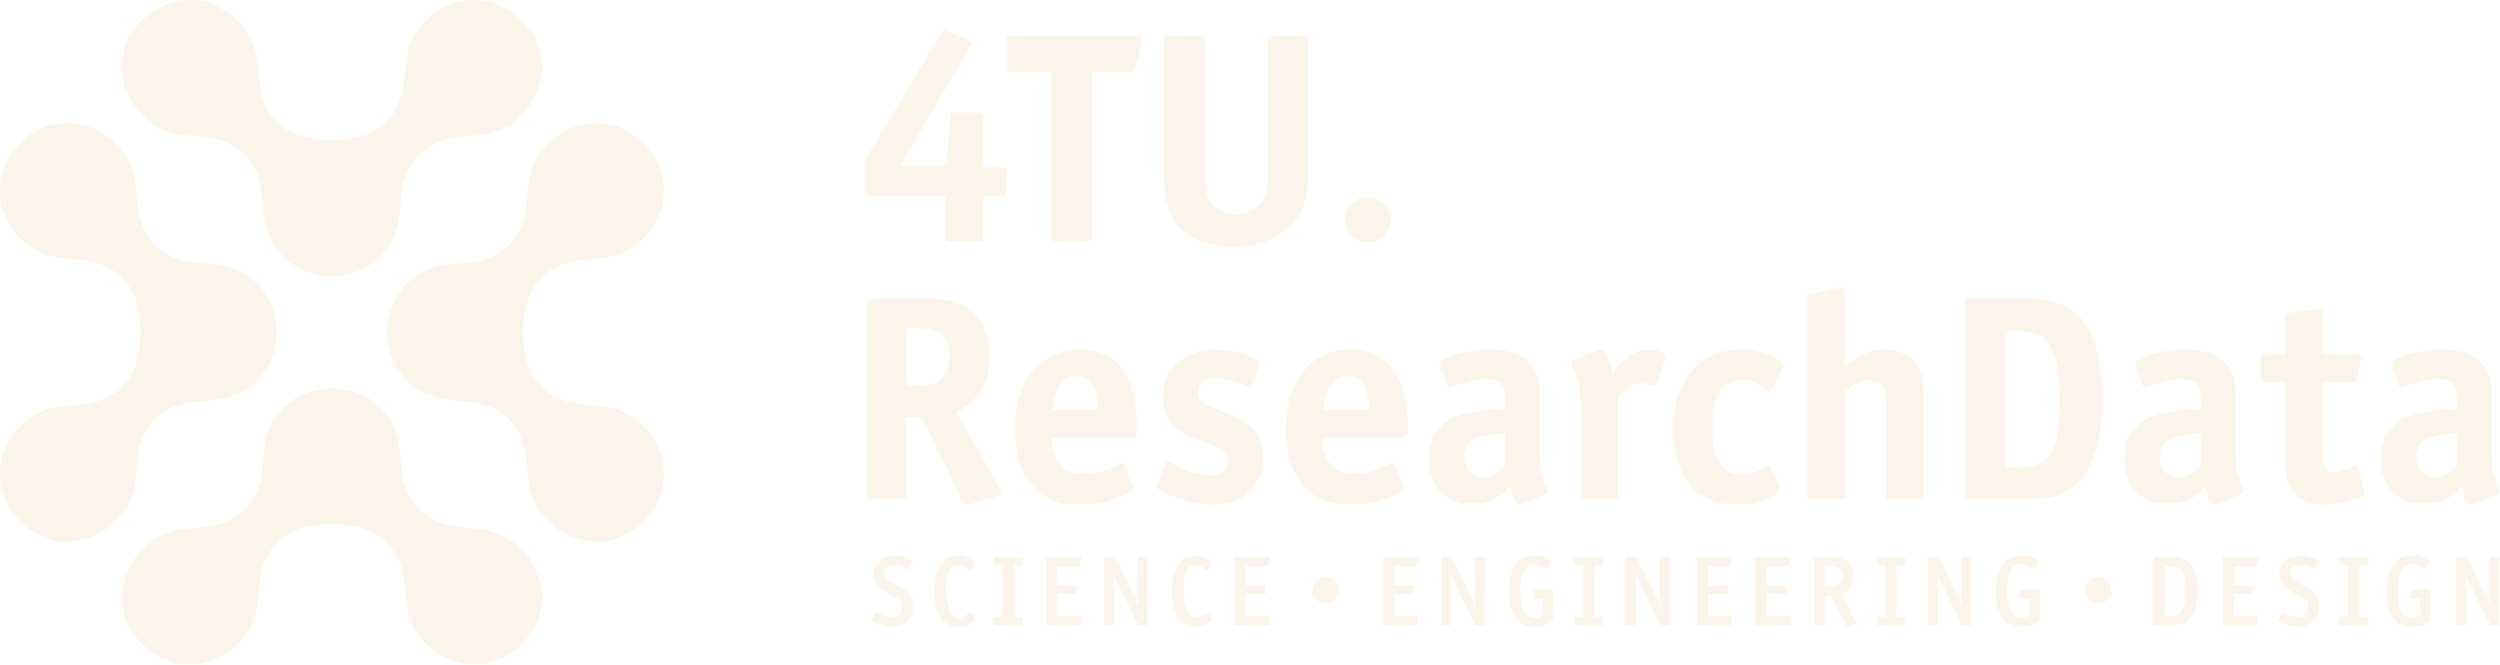 4TU.
ResearchData
SCIENCE • ENGINEERING • DESIGN